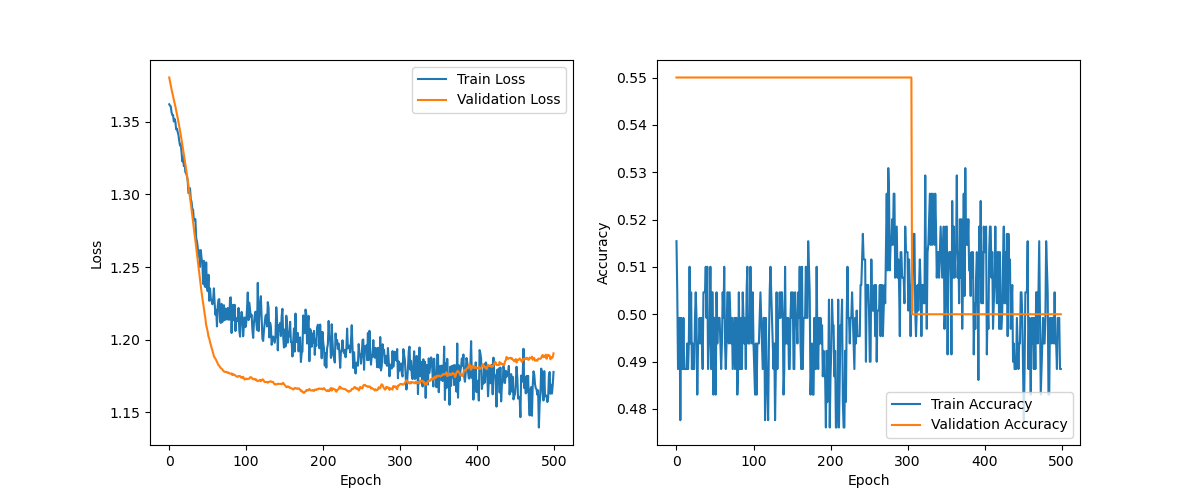 Train Loss
Validation Loss
Loss
1.35
1.30
1.25
1.20
1.15
0 100 200 300 400 500
Epoch
Accuracy
0.55
0.54
0.53
0.52
0.51
0.50
0.49
0.48
Train Accuracy
Validation Accuracy
0 100 200 300 400 500
Epoch